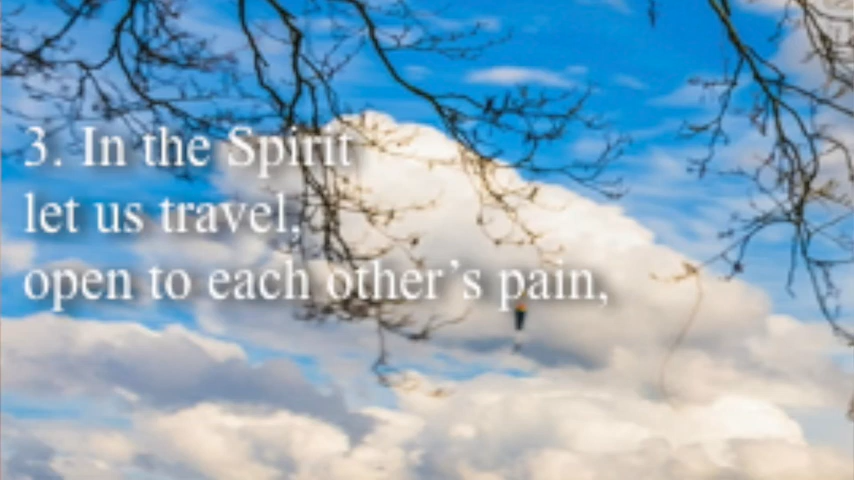 3. In the Spirit
let us travel,
open to each other’s pain,